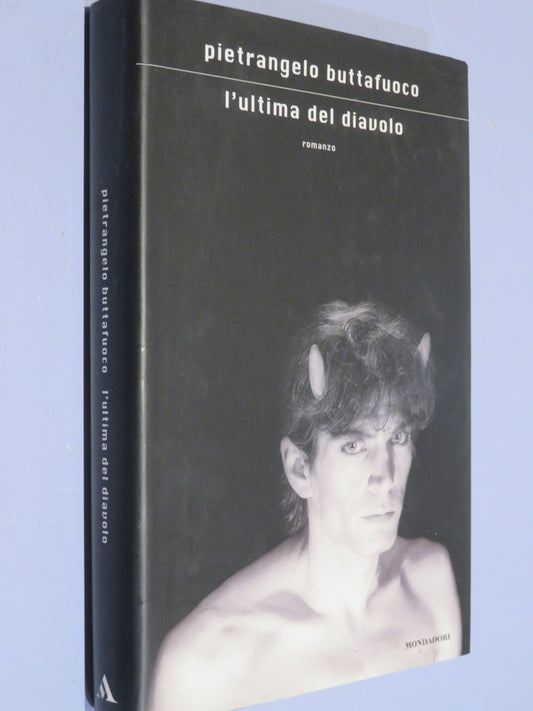 pietrangelo buttafuoco
l'ultima del diavolo
romanzo
MONDADORI
pietrangelo buttafuoco l'ultima del diavolo